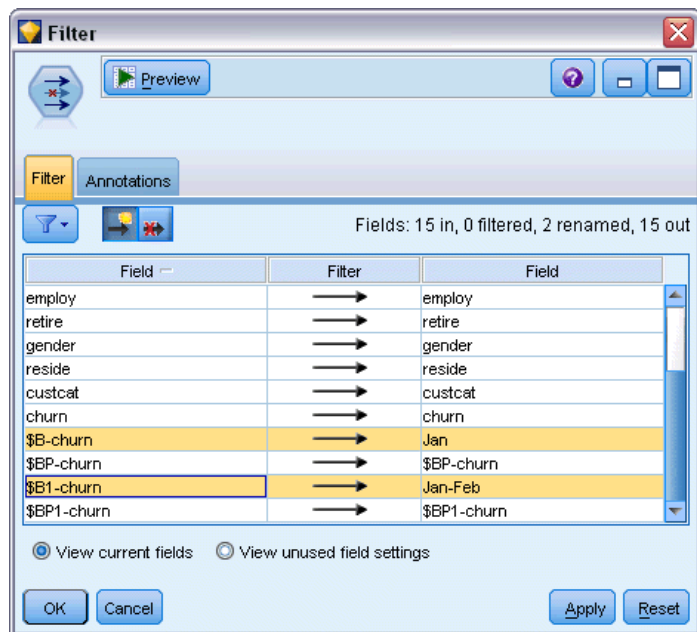 Filter
Preview
Filter Annotations
Fields: 15 in, 0 filtered, 2 renamed, 15 out
Field Filter Field
employ employ
retire retire
gender gender
reside reside
custcat custcat
churn churn
$B-churn Jan
$BP-churn $BP-churn
$B1-churn Jan-Feb
$BP1-churn $BP1-churn
View current fields View unused field settings
OK Cancel Apply Reset